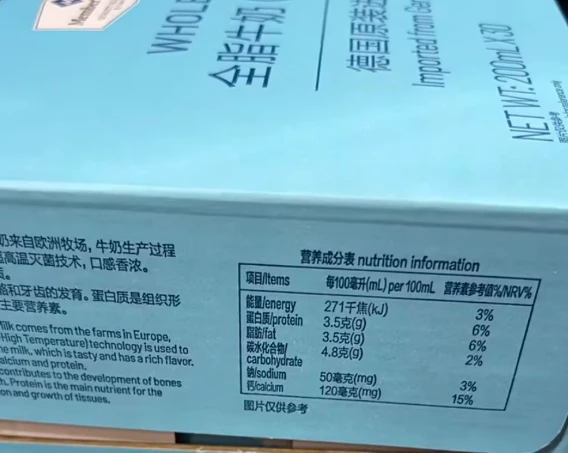 WHOLE
全脂牛奶
德国原装进
Imported from Ger
NET WT: 200mL X30
图片仅供参考
奶来自欧洲牧场，牛奶生产过程
高温灭菌技术，口感香浓。
骼和牙齿的发育。蛋白质是组织形
主要营养素。
Milk comes from the farms in Europe,
High Temperature) technology is used to
he milk, which is tasty and has a rich flavor.
alcium and protein.
contributes to the development of bones
h. Protein is the main nutrient for the
on and growth of tissues.
营养成分表 nutrition information
项目/Items 每100毫升(mL) per 100mL 营养素参考值%/NRV%
能量/energy 271千焦(kJ) 3%
蛋白质/protein 3.5克(g) 6%
脂肪/fat 3.5克(g) 6%
碳水化合物/
carbohydrate 4.8克(g) 2%
钠/sodium 50毫克(mg) 3%
钙/calcium 120毫克(mg) 15%
图片仅供参考